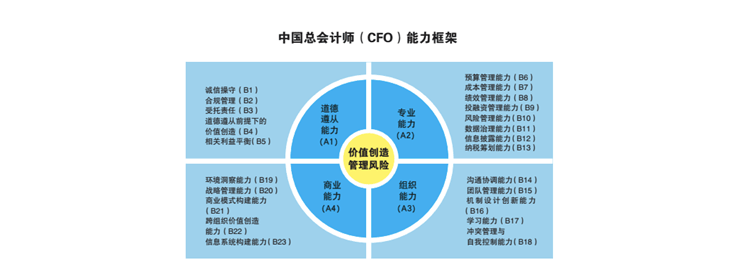 中国总会计师（CFO）能力框架
诚信操守（B1）
合规管理（B2）
受托责任（B3）
道德遵从前提下的
价值创造（B4）
相关利益平衡(B5）
预算管理能力（B6）
成本管理能力（B7）
绩效管理能力（B8）
投融资管理能力（B9）
风险管理能力（B10）
数据治理能力（B11）
信息披露能力（B12）
纳税筹划能力（B13）
道德
遵从
能力
(A1)
专业
能力
(A2)
价值创造
管理风险
商业
能力
(A4)
组织
能力
(A3)
环境洞察能力（B19）
战略管理能力（B20）
商业模式构建能力
（B21）
跨组织价值创造
能力（B22）
信息系统构建能力(B23）
沟通协调能力（B14）
团队管理能力（B15）
机制设计创新能力
（B16）
学习能力（B17）
冲突管理与
自我控制能力（B18）